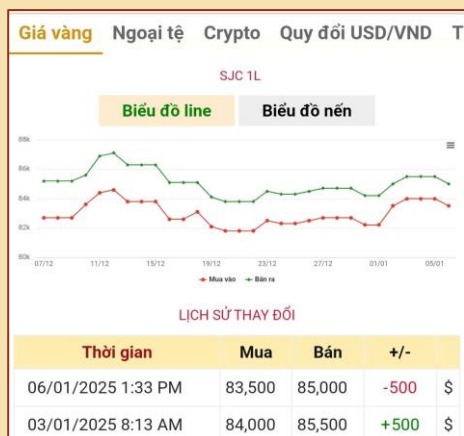 Giá vàng Ngoại tệ Crypto Quy đổi USD/VND T
SJC 1L
Biểu đồ line Biểu đồ nến
88k
86k
84k
82k
80k
07/12 11/12 15/12 19/12 23/12 27/12 01/01 05/01
Mua vào Bán ra
LỊCH SỬ THAY ĐỔI
Thời gian Mua Bán +/-
06/01/2025 1:33 PM 83,500 85,000 -500 $
03/01/2025 8:13 AM 84,000 85,500 +500 $